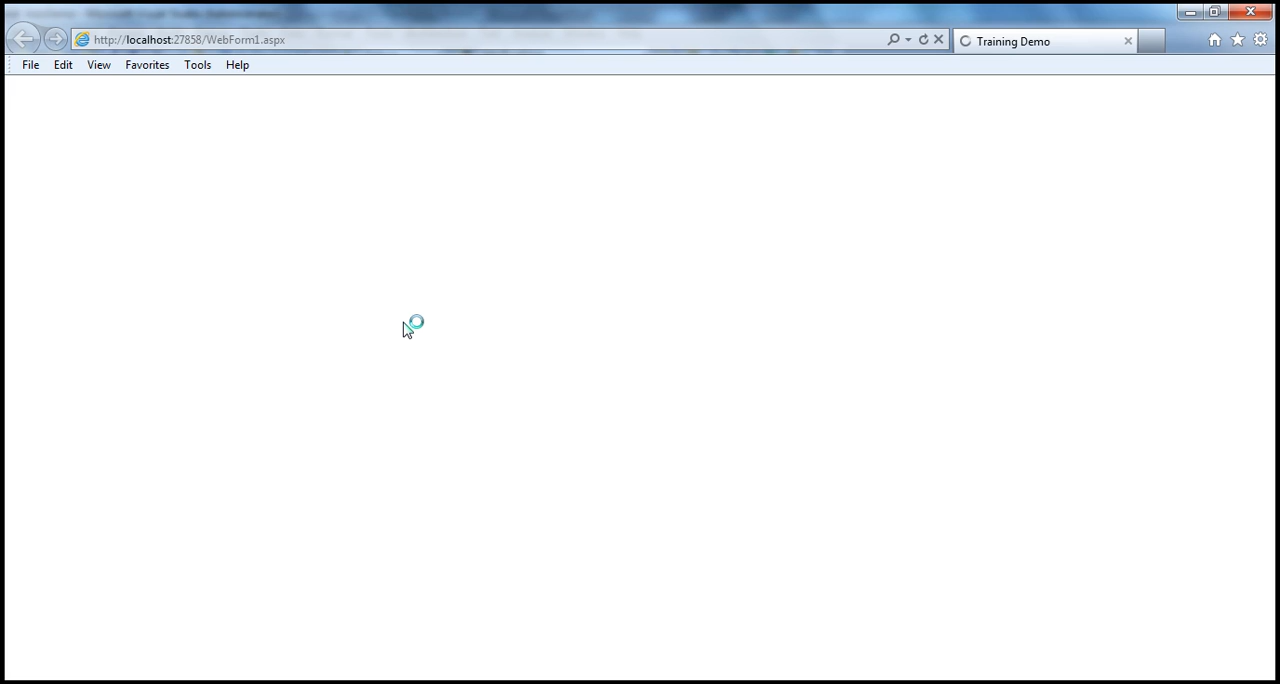 http://localhost:27858/WebForm1.aspx
Training Demo
File Edit View Favorites Tools Help